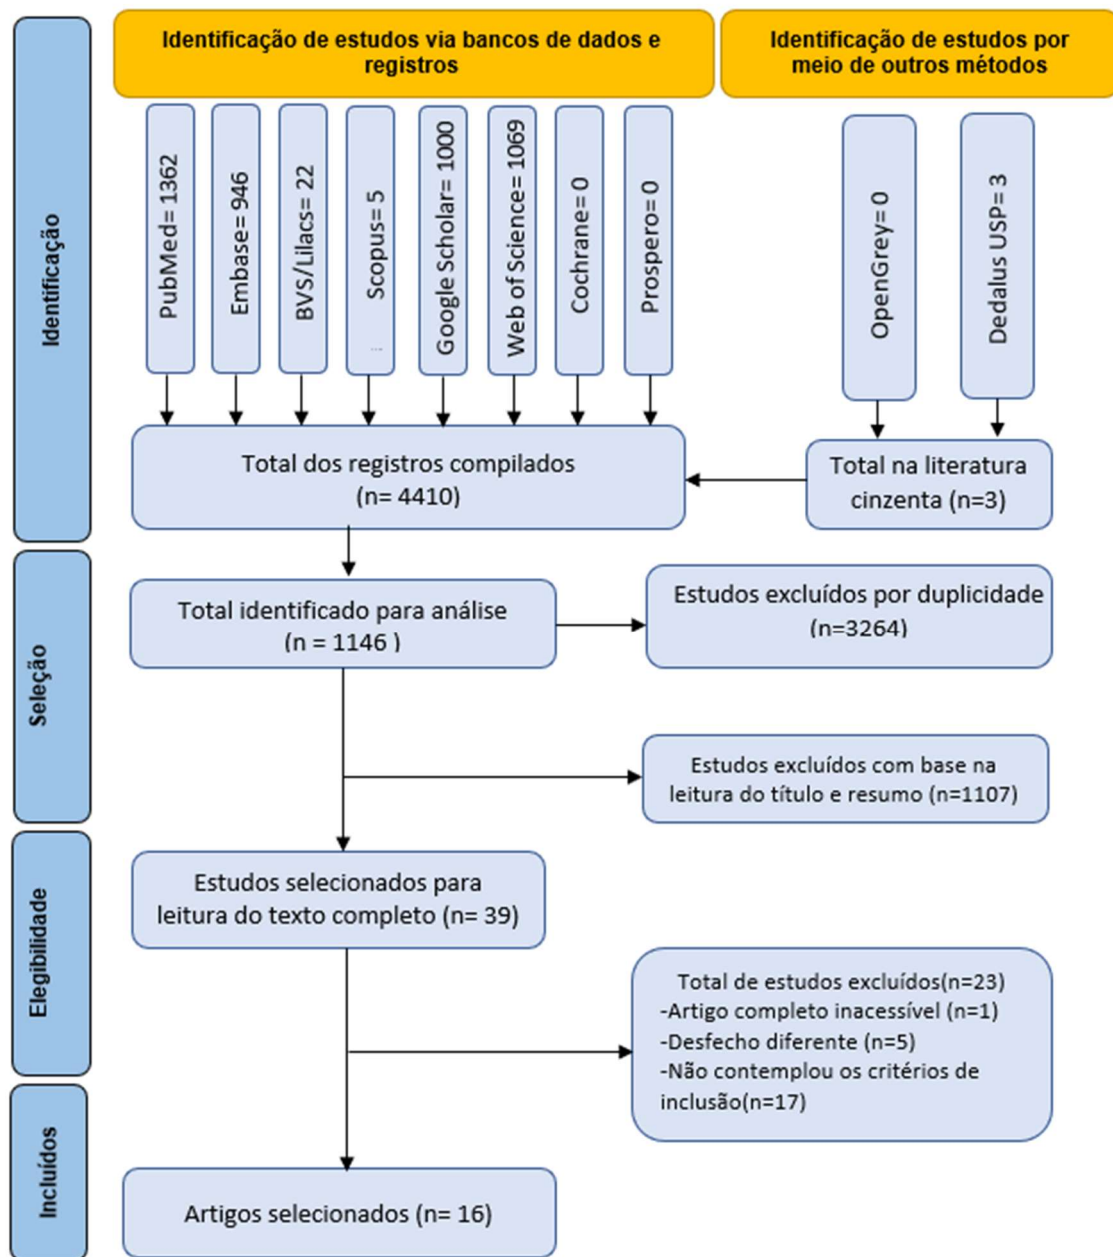 Identificação de estudos via bancos de dados e
registros
Identificação de estudos por
meio de outros métodos
Identificação
PubMed= 1362
Embase= 946
BVS/Lilacs= 22
Scopus= 5
Google Scholar= 1000
Web of Science= 1069
Cochrane= 0
Prospero= 0
OpenGrey= 0
Dedalus USP= 3
Total dos registros compilados
(n= 4410)
Total na literatura
cinzenta (n=3)
Seleção
Total identificado para análise
(n = 1146 )
Estudos excluídos por duplicidade
(n=3264)
Estudos excluídos com base na
leitura do título e resumo (n=1107)
Elegibilidade
Estudos selecionados para
leitura do texto completo (n= 39)
Total de estudos excluídos(n=23)
-Artigo completo inacessível (n=1)
-Desfecho diferente (n=5)
-Não contemplou os critérios de
inclusão(n=17)
Incluídos
Artigos selecionados (n= 16)